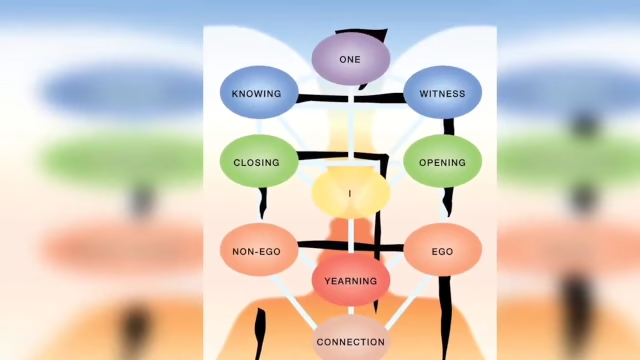 ONE
KNOWING
WITNESS
CLOSING
OPENING
I
NON-EGO
EGO
YEARNING
CONNECTION